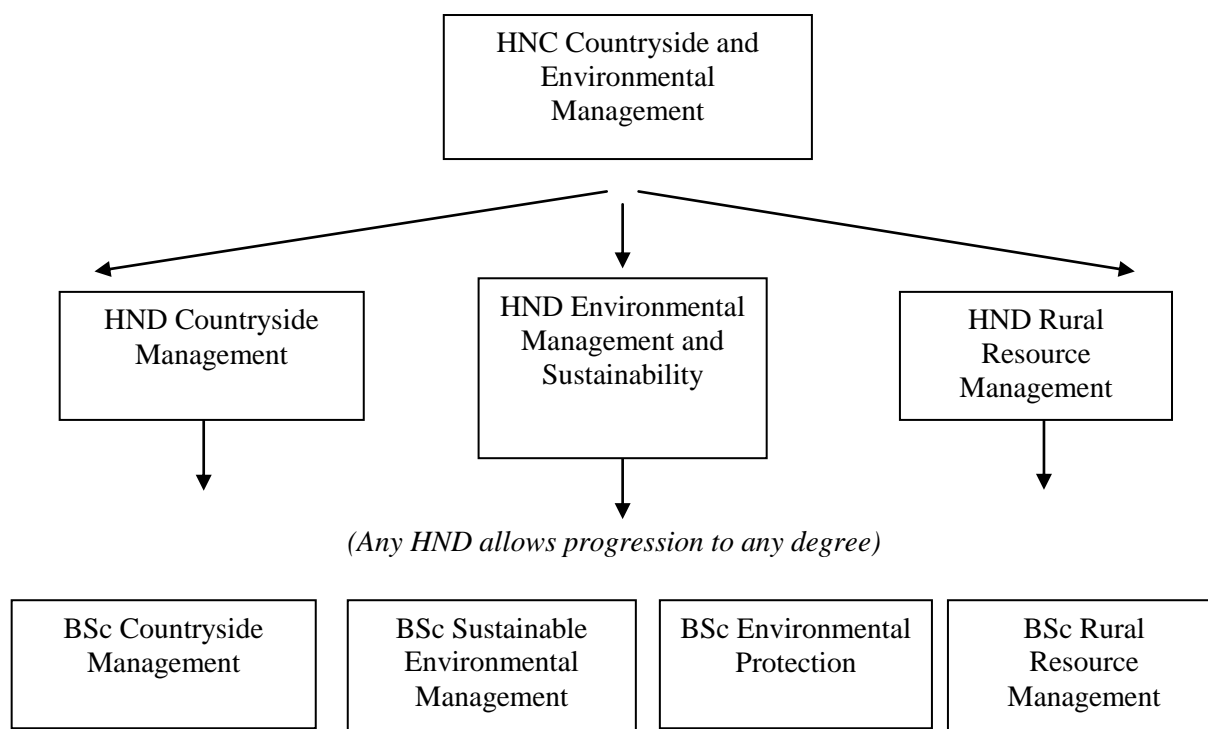 HNC Countryside and
Environmental
Management
HND Countryside
Management
HND Environmental
Management and
Sustainability
HND Rural
Resource
Management
(Any HND allows progression to any degree)
BSc Countryside
Management
BSc Sustainable
Environmental
Management
BSc Environmental
Protection
BSc Rural
Resource
Management